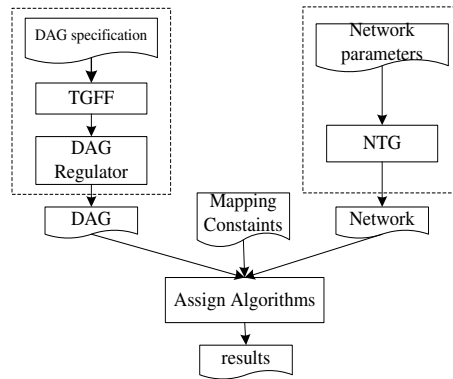 DAG specification
TGFF
DAG
Regulator
DAG
Network
parameters
NTG
Network
Mapping
Constaints
Assign Algorithms
results